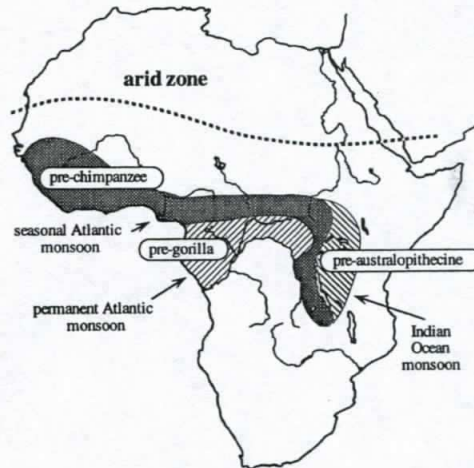 arid zone
pre-chimpanzee
seasonal Atlantic
monsoon
pre-gorilla
pre-australopithecine
permanent Atlantic
monsoon
Indian
Ocean
monsoon